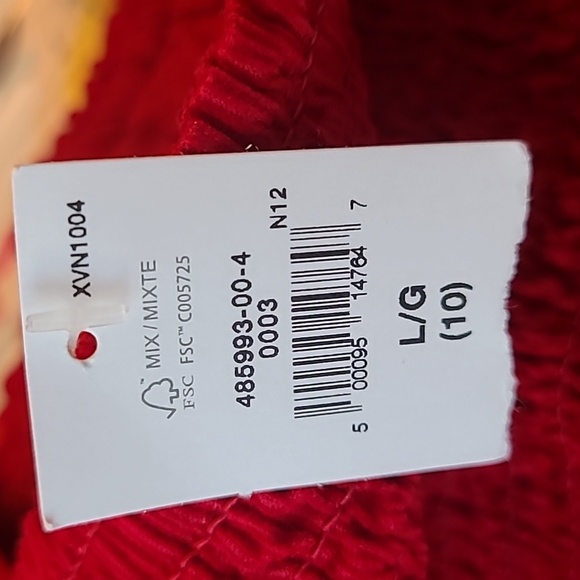 XVN1004
MIX / MIXTE
FSC FSC™ C005725
485993-00-4
0003
N12
5 00095 14764 7
L/G
(10)